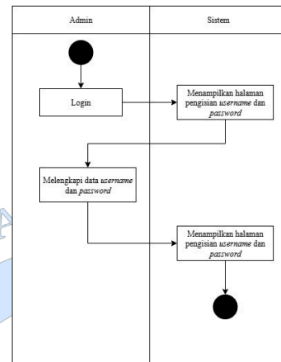 Admin
Sistem
Login
Menampilkan halaman
pengisian username dan
password
Melengkapi data username
dan password
Menampilkan halaman
pengisian username dan
password